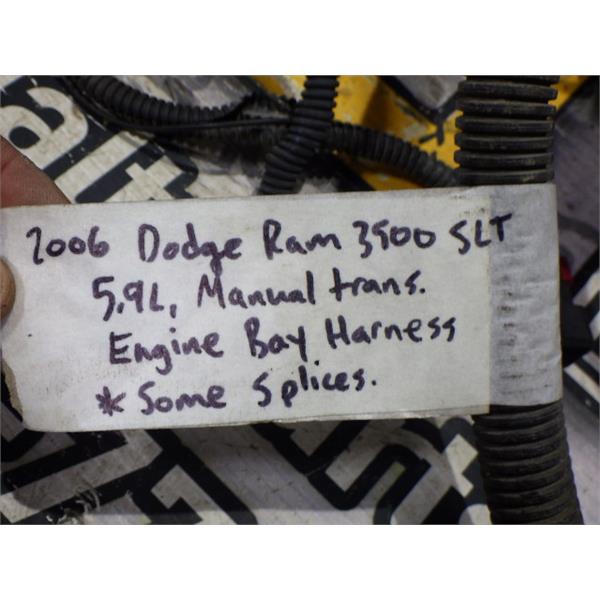 2006 Dodge Ram 3500 SLT
5.9L, Manual trans.
Engine Bay Harness
* Some Splices.